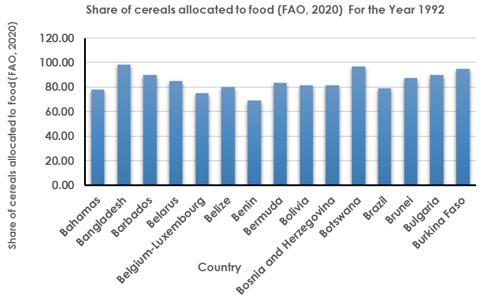 Share of cereals allocated to food (FAO, 2020) For the Year 1992
Share of cereals allocated to food (FAO, 2020)
120.00
100.00
80.00
60.00
40.00
20.00
0.00
Bahamas
Bangladesh
Barbados
Belarus
Belgium-Luxembourg
Belize
Benin
Bermuda
Bolivia
Bosnia and Herzegovina
Botswana
Brazil
Brunei
Bulgaria
Burkina Faso
Country